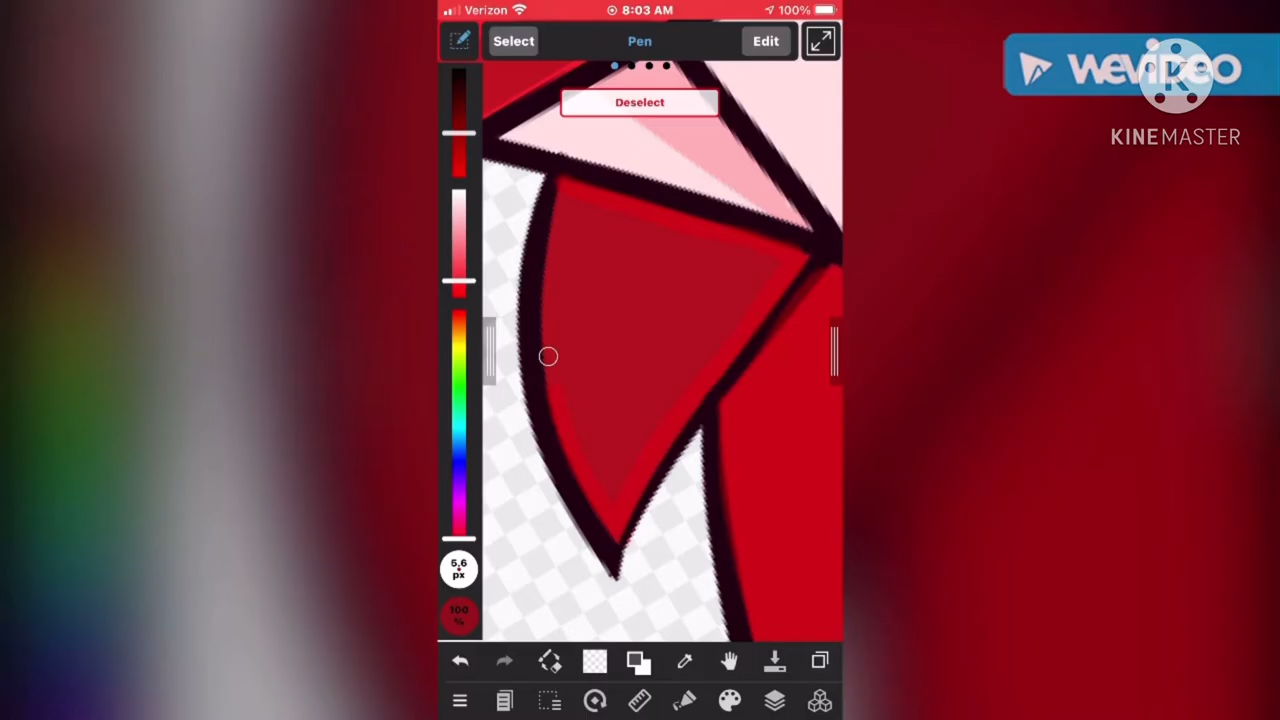 Verizon 8:03 AM 100%
Select Pen Edit
Deselect
5.6
px
100
%
wevideo
K
KINEMASTER